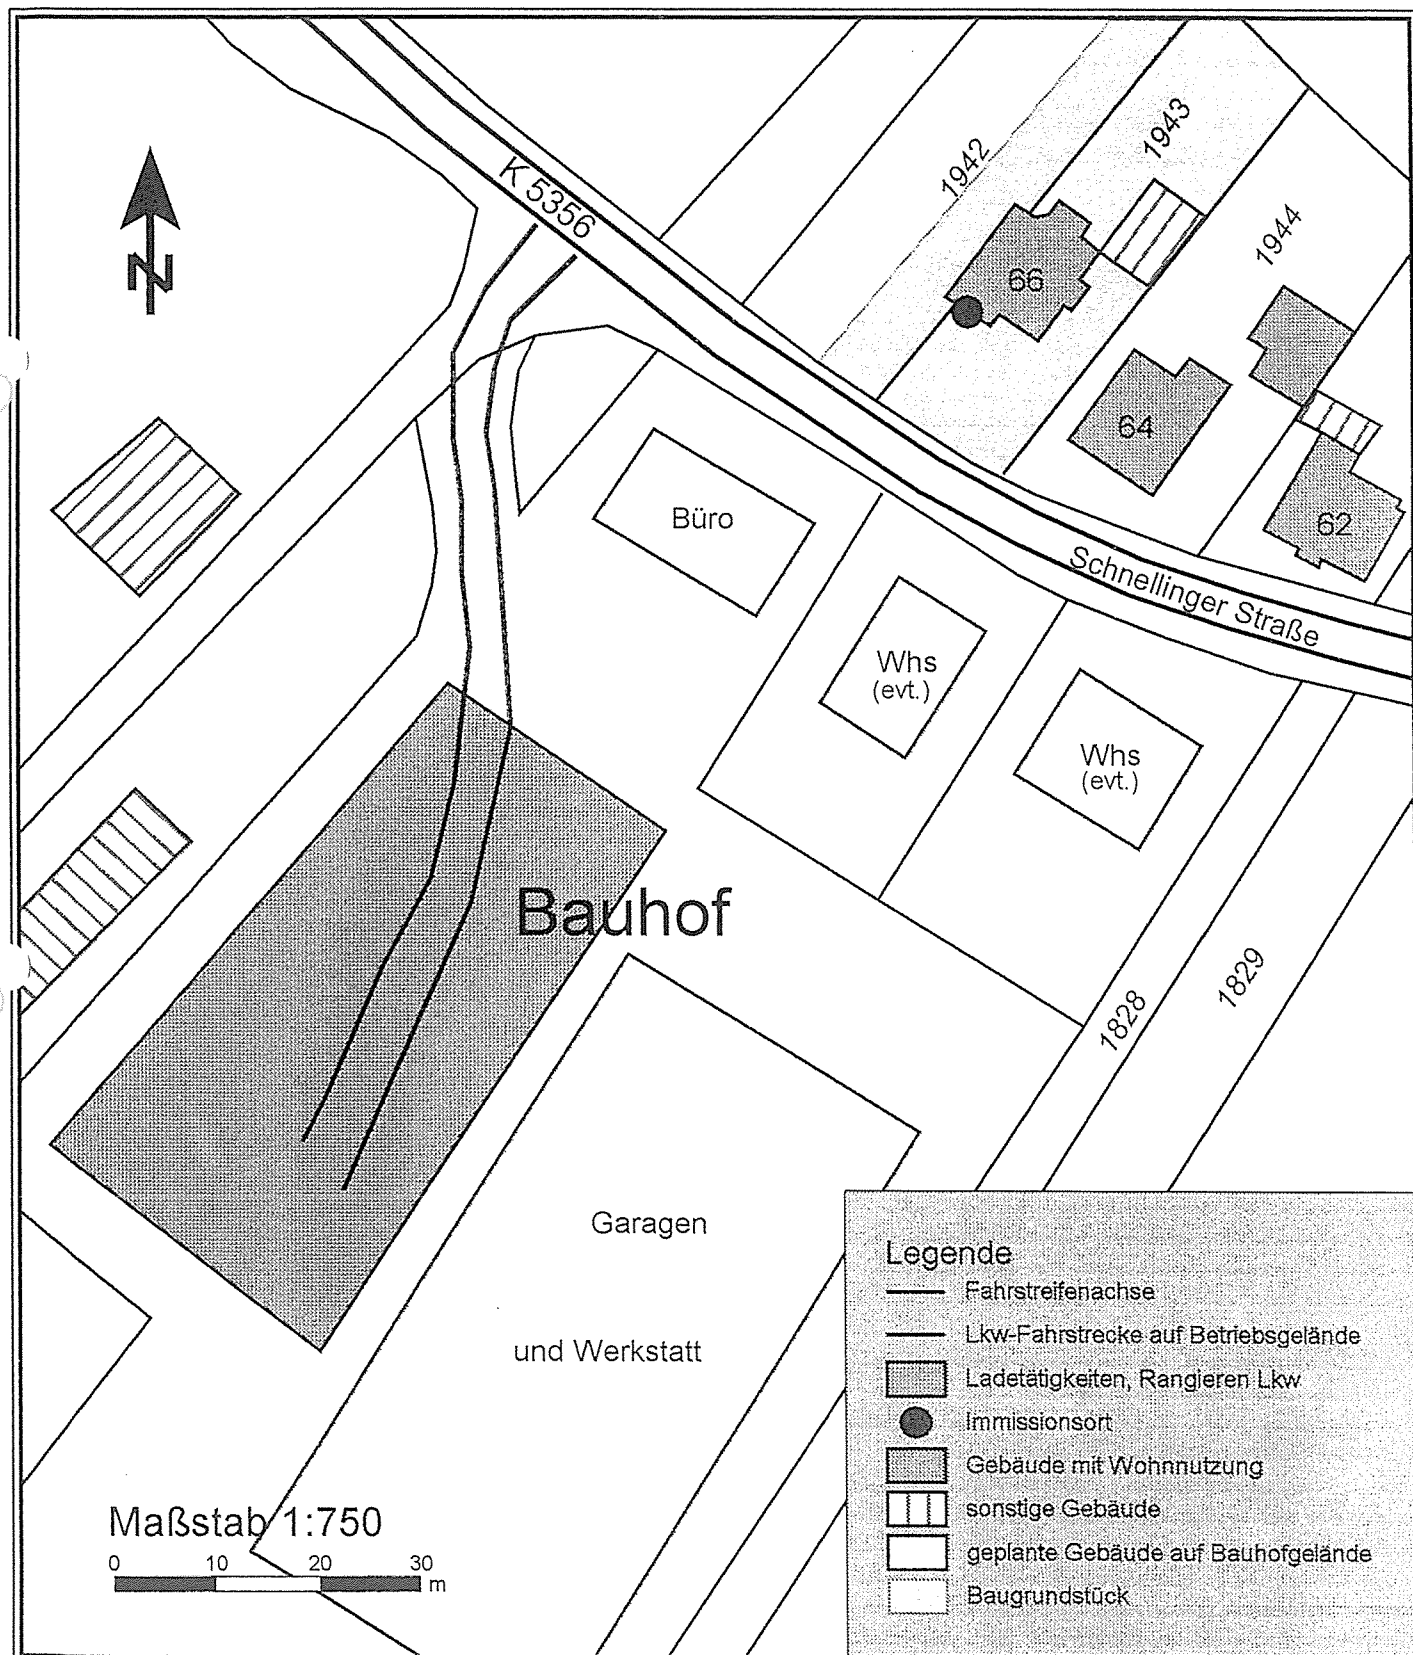 1942
1943
1944
K 5356
N
66
64
62
Büro
Schnellinger Straße
Whs
(evt.)
Whs
(evt.)
Bauhof
1828
1829
Garagen
und Werkstatt
Legende
Fahrstreifenachse
Lkw-Fahrstrecke auf Betriebsgelände
Ladetätigkeiten, Rangieren Lkw
Immissionsort
Gebäude mit Wohnnutzung
sonstige Gebäude
geplante Gebäude auf Bauhofgelände
Baugrundstück
Maßstab 1:750
0 10 20 30
m